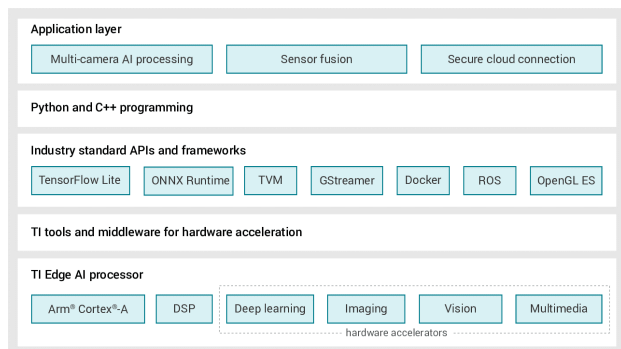 Application layer
Multi-camera AI processing Sensor fusion Secure cloud connection
Python and C++ programming
Industry standard APIs and frameworks
TensorFlow Lite ONNX Runtime TVM GStreamer Docker ROS OpenGL ES
TI tools and middleware for hardware acceleration
TI Edge AI processor
Arm® Cortex®-A DSP Deep learning Imaging Vision Multimedia
hardware accelerators